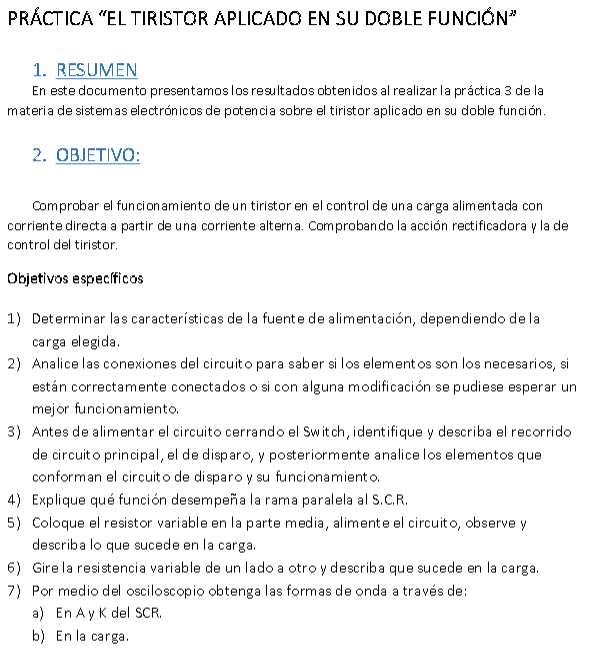 PRÁCTICA “EL TIRISTOR APLICADO EN SU DOBLE FUNCIÓN”
1. RESUMEN
En este documento presentamos los resultados obtenidos al realizar la práctica 3 de la
materia de sistemas electrónicos de potencia sobre el tiristor aplicado en su doble función.
2. OBJETIVO:
Comprobar el funcionamiento de un tiristor en el control de una carga alimentada con
corriente directa a partir de una corriente alterna. Comprobando la acción rectificadora y la de
control del tiristor.
Objetivos específicos
1) Determinar las características de la fuente de alimentación, dependiendo de la
carga elegida.
2) Analice las conexiones del circuito para saber si los elementos son los necesarios, si
están correctamente conectados o si con alguna modificación se pudiese esperar un
mejor funcionamiento.
3) Antes de alimentar el circuito cerrando el Switch, identifique y describa el recorrido
de circuito principal, el de disparo, y posteriormente analice los elementos que
conforman el circuito de disparo y su funcionamiento.
4) Explique qué función desempeña la rama paralela al S.C.R.
5) Coloque el resistor variable en la parte media, alimente el circuito, observe y
describa lo que sucede en la carga.
6) Gire la resistencia variable de un lado a otro y describa que sucede en la carga.
7) Por medio del osciloscopio obtenga las formas de onda a través de:
a) En A y K del SCR.
b) En la carga.